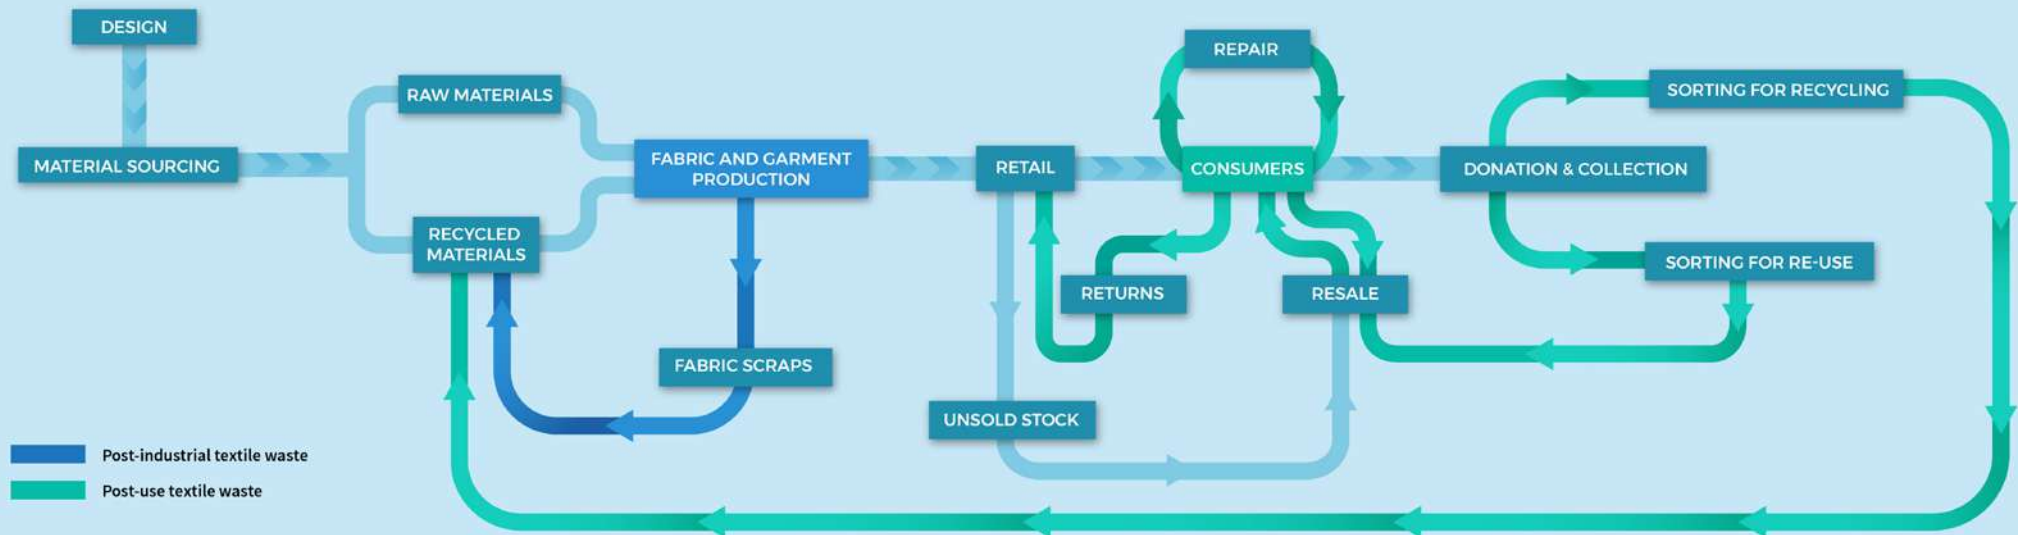 DESIGN
MATERIAL SOURCING
RAW MATERIALS
RECYCLED
MATERIALS
FABRIC AND GARMENT
PRODUCTION
FABRIC SCRAPS
RETAIL
UNSOLD STOCK
RETURNS
REPAIR
CONSUMERS
RESALE
DONATION & COLLECTION
SORTING FOR RECYCLING
SORTING FOR RE-USE
Post-industrial textile waste
Post-use textile waste